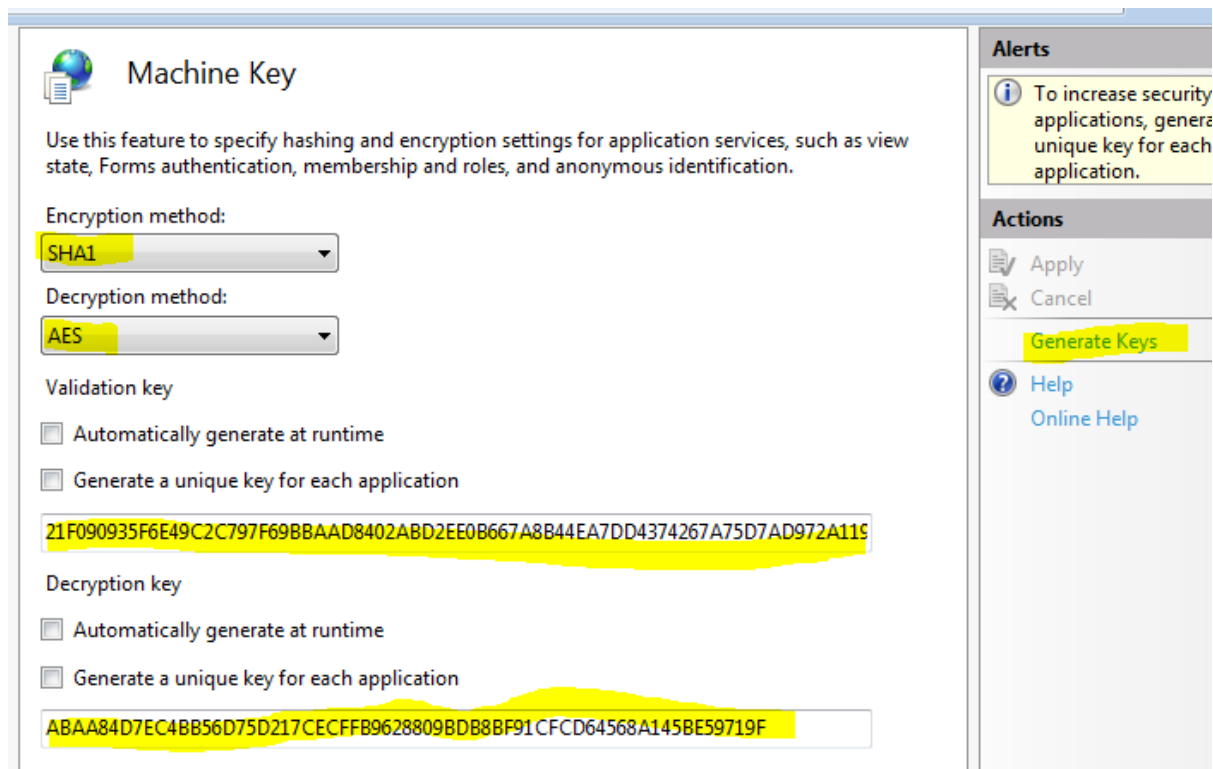 Machine Key
Use this feature to specify hashing and encryption settings for application services, such as view
state, Forms authentication, membership and roles, and anonymous identification.
Encryption method:
SHA1
Decryption method:
AES
Validation key
Automatically generate at runtime
Generate a unique key for each application
21F090935F6E49C2C797F69BBAAD8402ABD2EE0B667A8B44EA7DD4374267A75D7AD972A119
Decryption key
Automatically generate at runtime
Generate a unique key for each application
ABAA84D7EC4BB56D75D217CECFFB9628809BDB8BF91CFCD64568A145BE59719F
Alerts
To increase security
applications, genera
unique key for each
application.
Actions
Apply
Cancel
Generate Keys
Help
Online Help